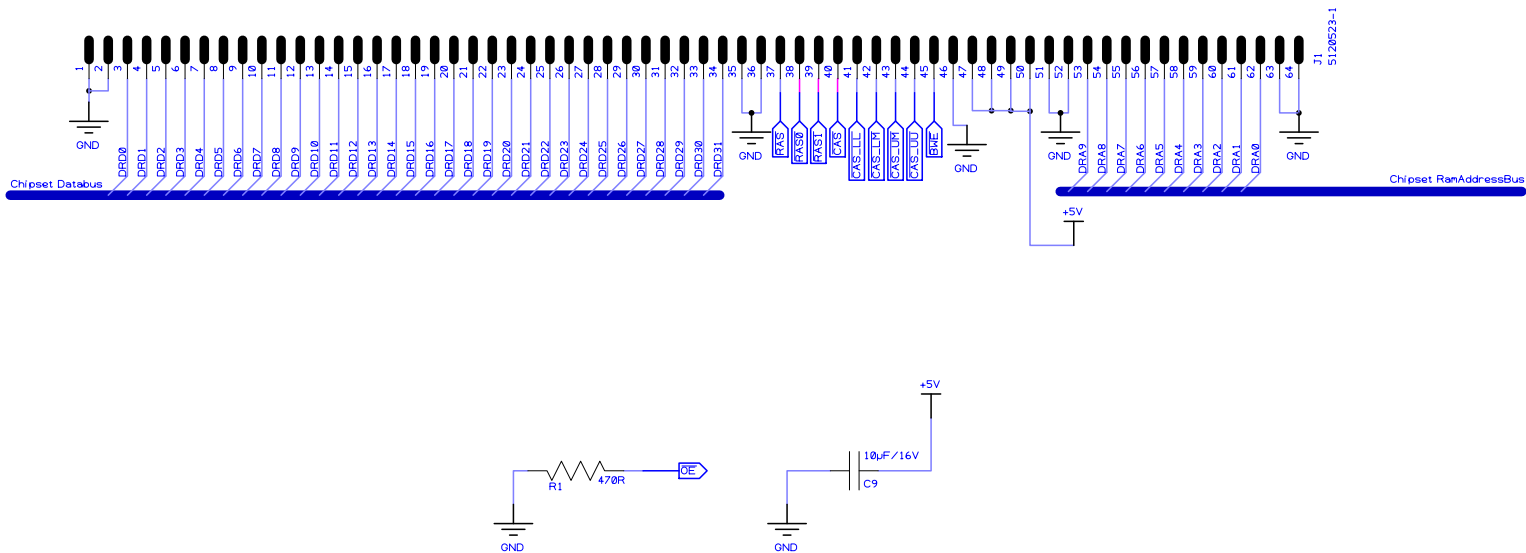 J1
5120523-1
1
2
3
4
5
6
7
8
9
10
11
12
13
14
15
16
17
18
19
20
21
22
23
24
25
26
27
28
29
30
31
32
33
34
35
36
37
38
39
40
41
42
43
44
45
46
47
48
49
50
51
52
53
54
55
56
57
58
59
60
61
62
63
64
GND
DRD0
DRD1
DRD2
DRD3
DRD4
DRD5
DRD6
DRD7
DRD8
DRD9
DRD10
DRD11
DRD12
DRD13
DRD14
DRD15
DRD16
DRD17
DRD18
DRD19
DRD20
DRD21
DRD22
DRD23
DRD24
DRD25
DRD26
DRD27
DRD28
DRD29
DRD30
DRD31
GND
RAS
RAS0
RAS1
CAS
CAS_LL
CAS_LM
CAS_UM
CAS_UU
BWE
GND
GND
DRA9
DRA8
DRA7
DRA6
DRA5
DRA4
DRA3
DRA2
DRA1
DRA0
GND
Chipset Databus
Chipset RamAddressBus
+5V
+5V
10µF/16V
C9
OE
R1
470R
GND
GND